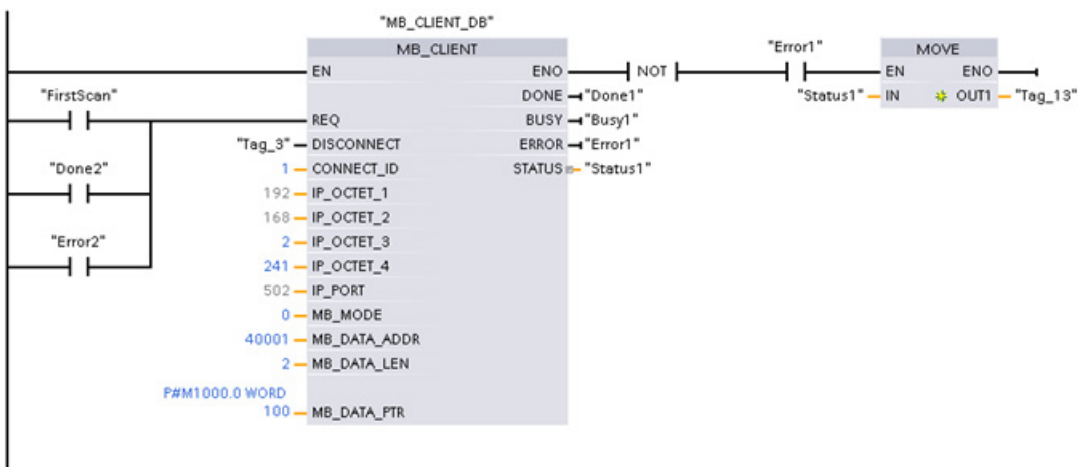 "MB_CLIENT_DB"
MB_CLIENT
"Error1"
MOVE
EN ENO NOT EN ENO
"FirstScan" DONE "Done1" "Status1" IN OUT1 "Tag_13"
REQ BUSY "Busy1"
"Tag_3" DISCONNECT ERROR "Error1"
"Done2" 1 CONNECT_ID STATUS "Status1"
192 IP_OCTET_1
168 IP_OCTET_2
"Error2" 2 IP_OCTET_3
241 IP_OCTET_4
502 IP_PORT
0 MB_MODE
40001 MB_DATA_ADDR
2 MB_DATA_LEN
P#M1000.0 WORD
100 MB_DATA_PTR